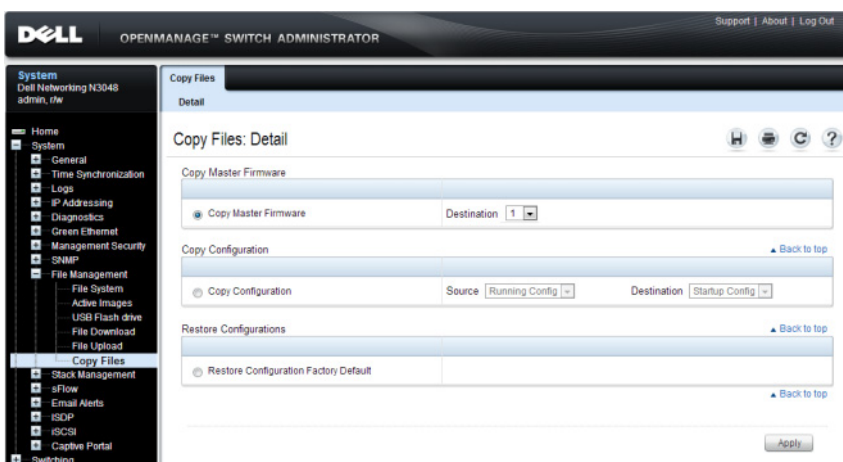 Support | About | Log Out
DELL OPENMANAGE™ SWITCH ADMINISTRATOR
System
Dell Networking N3048
admin, r/w
Home
System
General
Time Synchronization
Logs
IP Addressing
Diagnostics
Green Ethernet
Management Security
SNMP
File Management
File System
Active Images
USB Flash drive
File Download
File Upload
Copy Files
Stack Management
sFlow
Email Alerts
ISDP
iSCSI
Captive Portal
Switching
Copy Files
Detail
Copy Files: Detail
Copy Master Firmware
Copy Master Firmware Destination 1
Copy Configuration Back to top
Copy Configuration Source Running Config Destination Startup Config
Restore Configurations Back to top
Restore Configuration Factory Default
Back to top
Apply